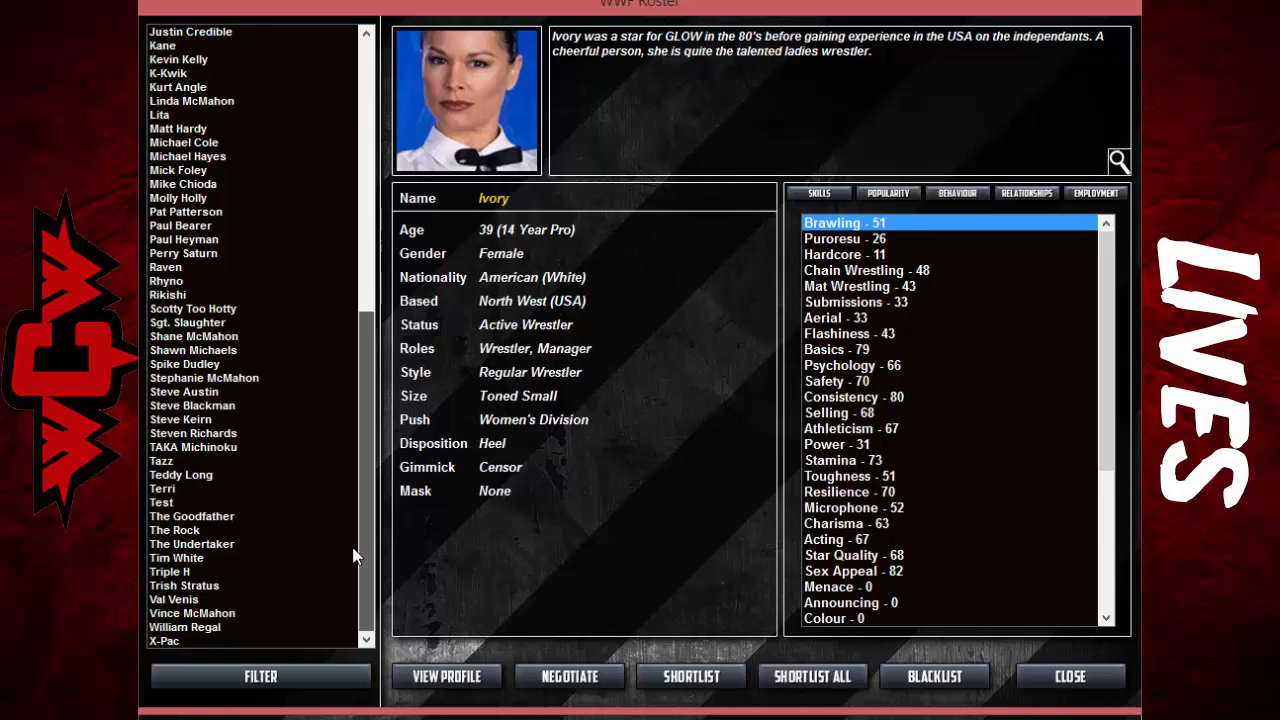 WWF Roster
Justin Credible
Kane
Kevin Kelly
K-Kwik
Kurt Angle
Linda McMahon
Lita
Matt Hardy
Michael Cole
Michael Hayes
Mick Foley
Mike Chioda
Molly Holly
Pat Patterson
Paul Bearer
Paul Heyman
Perry Saturn
Raven
Rhyno
Rikishi
Scotty Too Hotty
Sgt. Slaughter
Shane McMahon
Shawn Michaels
Spike Dudley
Stephanie McMahon
Steve Austin
Steve Blackman
Steve Keirn
Steven Richards
TAKA Michinoku
Tazz
Teddy Long
Terri
Test
The Goodfather
The Rock
The Undertaker
Tim White
Triple H
Trish Stratus
Val Venis
Vince McMahon
William Regal
X-Pac
FILTER
Ivory was a star for GLOW in the 80's before gaining experience in the USA on the independants. A
cheerful person, she is quite the talented ladies wrestler.
Name Ivory
Age 39 (14 Year Pro)
Gender Female
Nationality American (White)
Based North West (USA)
Status Active Wrestler
Roles Wrestler, Manager
Style Regular Wrestler
Size Toned Small
Push Women's Division
Disposition Heel
Gimmick Censor
Mask None
SKILLS POPULARITY BEHAVIOUR RELATIONSHIPS EMPLOYMENT
Brawling - 51
Puroresu - 26
Hardcore - 11
Chain Wrestling - 48
Mat Wrestling - 43
Submissions - 33
Aerial - 33
Flashiness - 43
Basics - 79
Psychology - 66
Safety - 70
Consistency - 80
Selling - 68
Athleticism - 67
Power - 31
Stamina - 73
Toughness - 51
Resilience - 70
Microphone - 52
Charisma - 63
Acting - 67
Star Quality - 68
Sex Appeal - 82
Menace - 0
Announcing - 0
Colour - 0
VIEW PROFILE NEGOTIATE SHORTLIST SHORTLIST ALL BLACKLIST CLOSE
WCW
LIVES